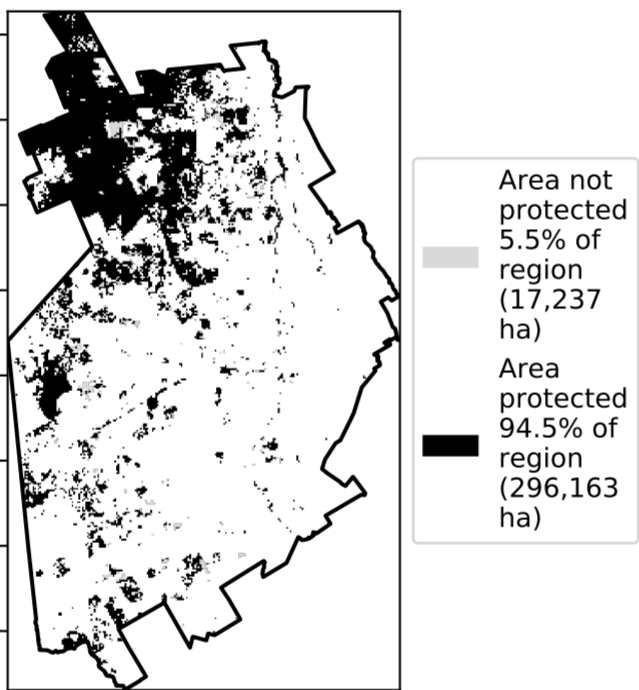 Area not
protected
5.5% of
region
(17,237
ha)
Area
protected
94.5% of
region
(296,163
ha)